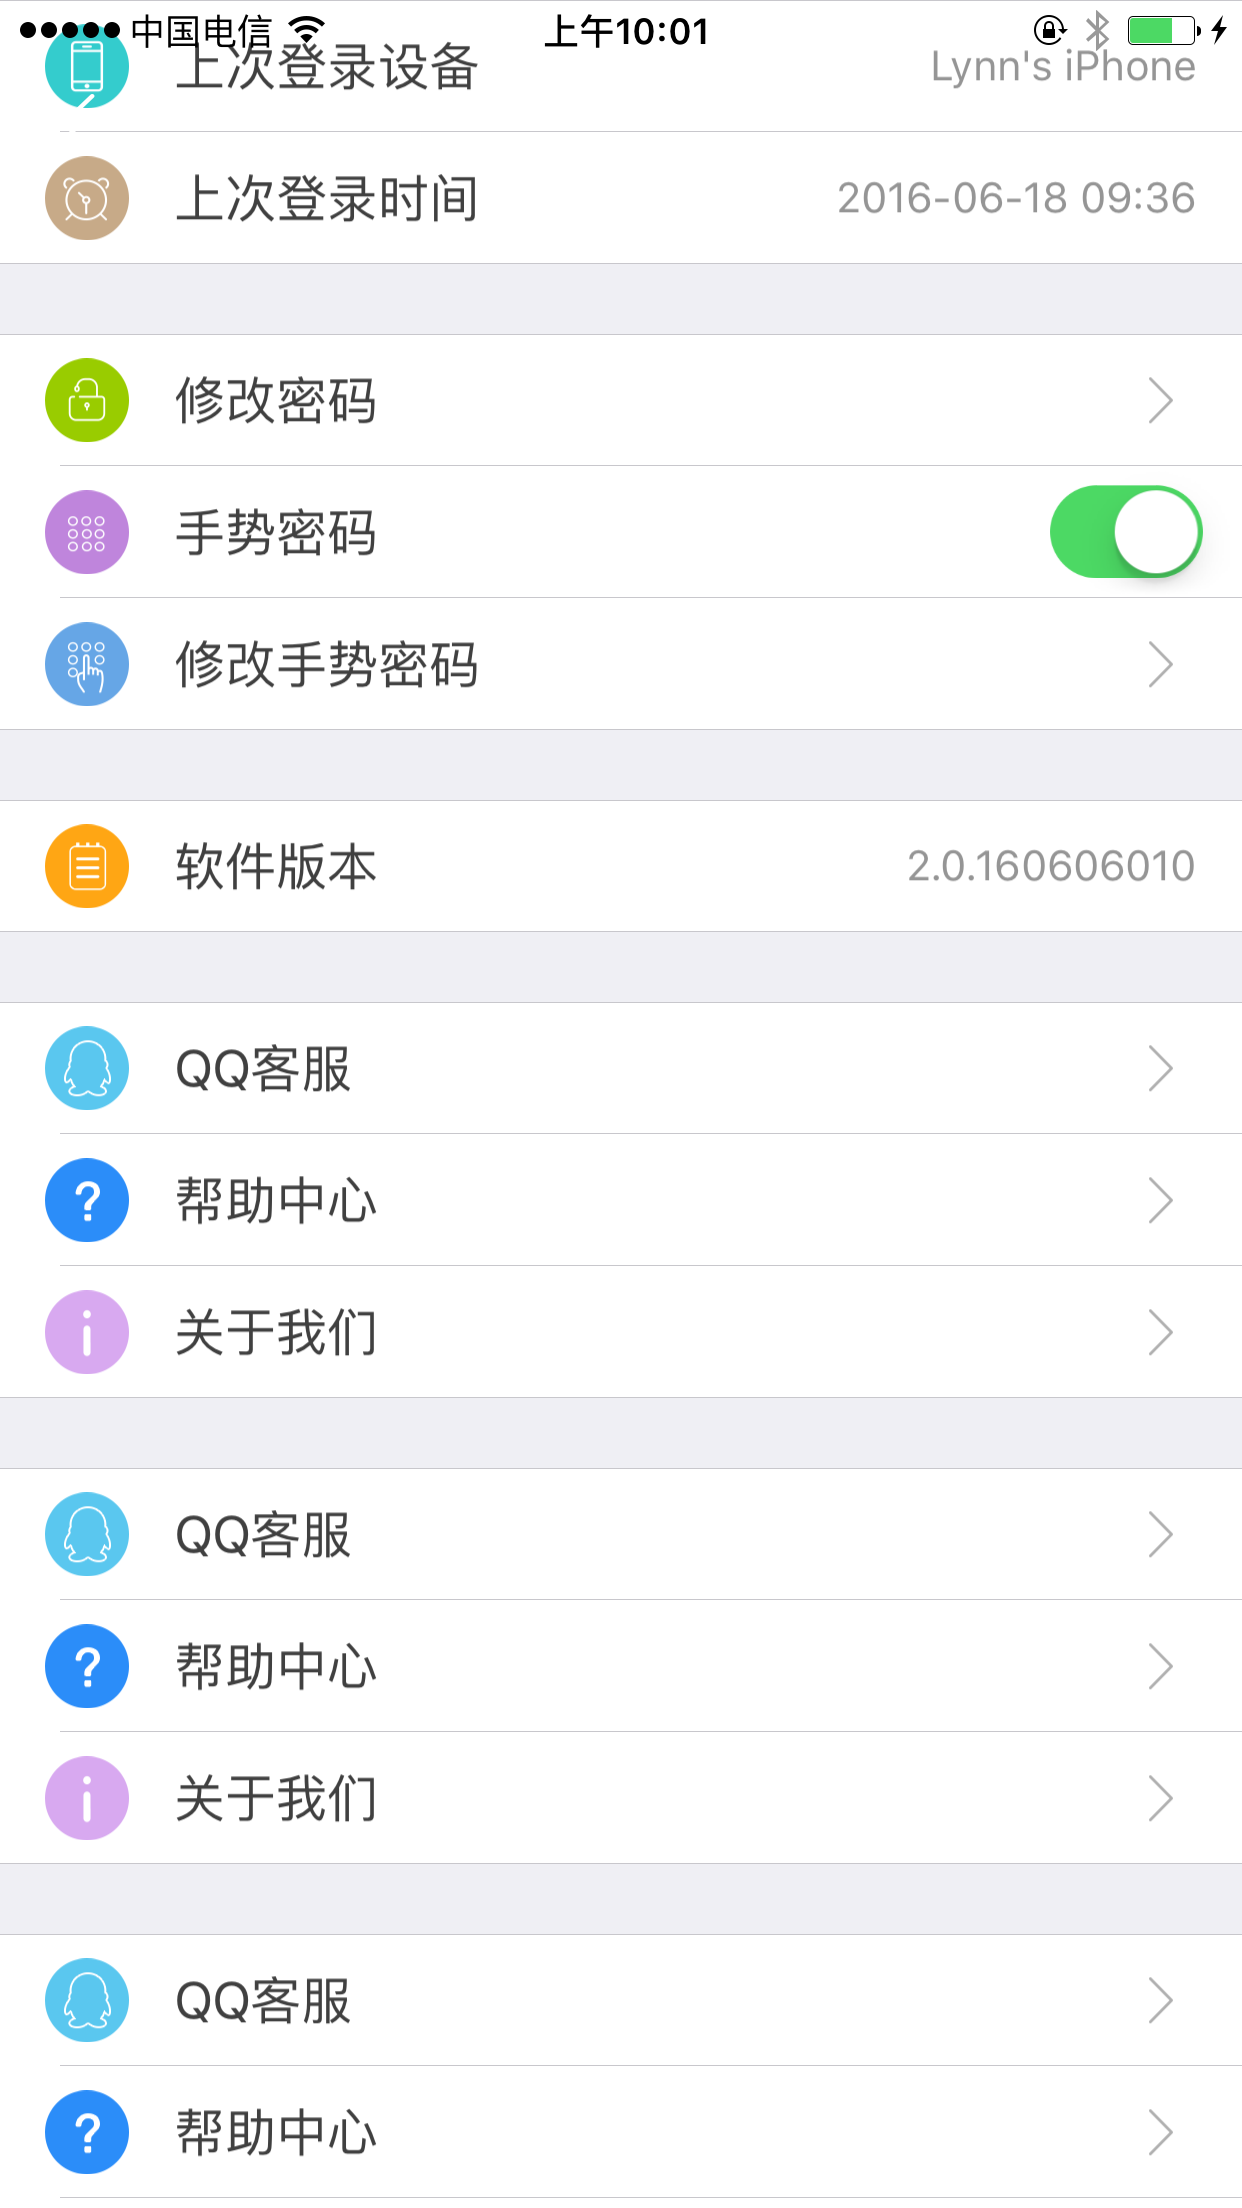 中国电信 上午10:01
上次登录设备 Lynn's iPhone
上次登录时间 2016-06-18 09:36
修改密码
手势密码
修改手势密码
软件版本 2.0.160606010
QQ客服
帮助中心
关于我们
QQ客服
帮助中心
关于我们
QQ客服
帮助中心